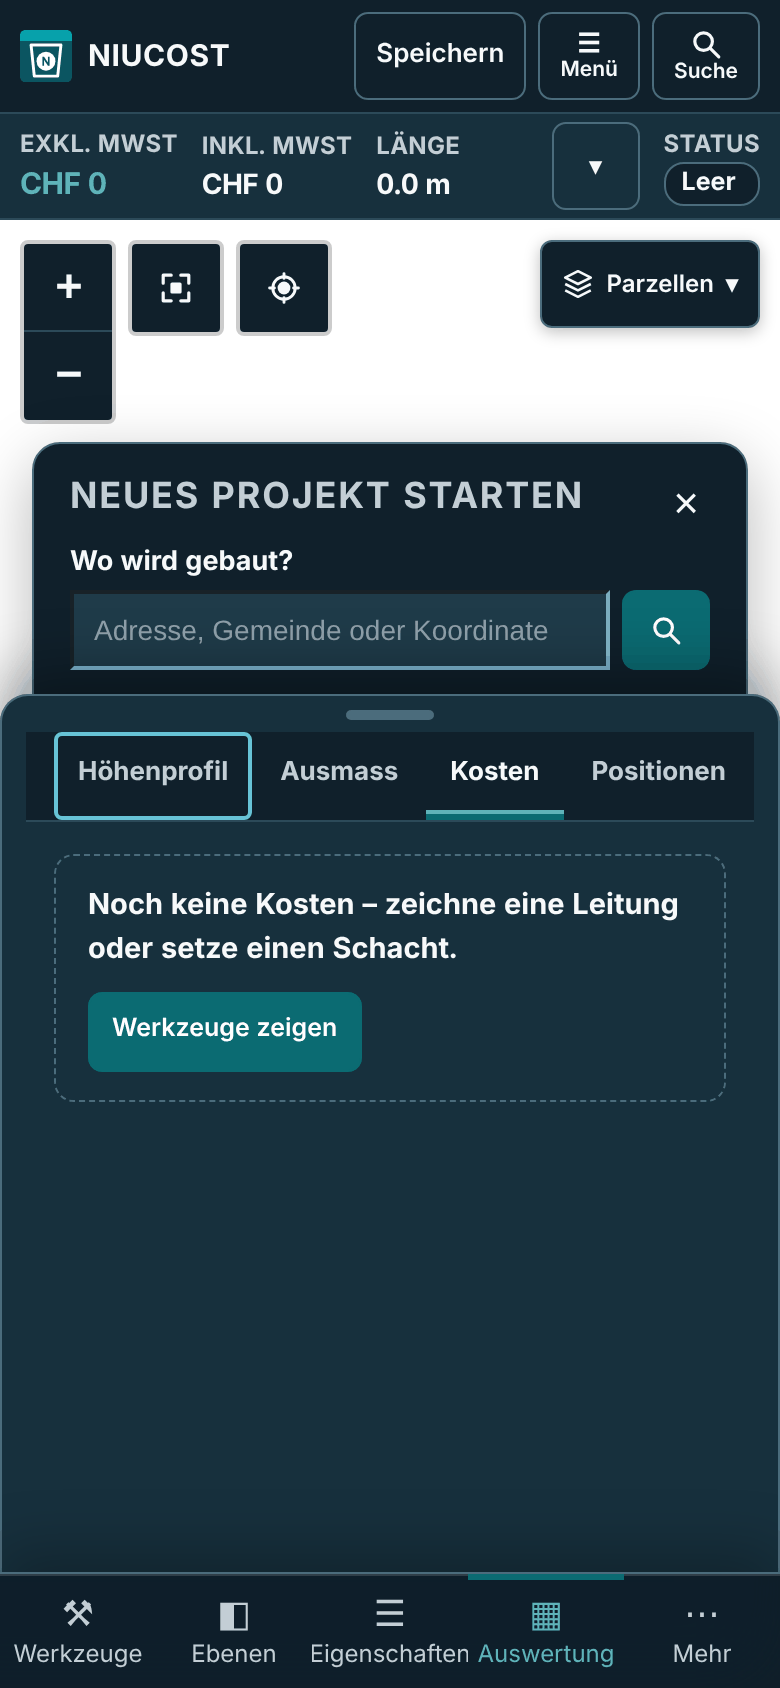 NIUCOST
Speichern
Menü
Suche
EXKL. MWST
CHF 0
INKL. MWST
CHF 0
LÄNGE
0.0 m
▼
STATUS
Leer
+
−
Parzellen ▼
NEUES PROJEKT STARTEN
×
Wo wird gebaut?
Adresse, Gemeinde oder Koordinate
Höhenprofil
Ausmass
Kosten
Positionen
Noch keine Kosten – zeichne eine Leitung
oder setze einen Schacht.
Werkzeuge zeigen
Werkzeuge
Ebenen
Eigenschaften
Auswertung
Mehr